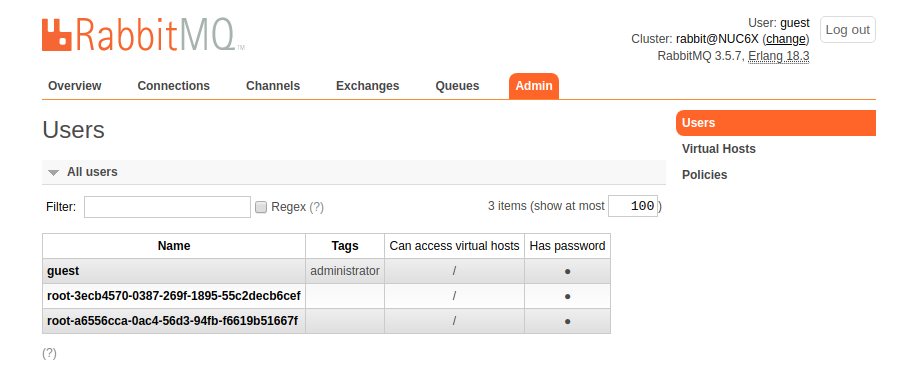 RabbitMQ™
User: guest
Cluster: rabbit@NUC6X (change)
RabbitMQ 3.5.7, Erlang 18.3
Log out
Overview Connections Channels Exchanges Queues Admin
Users
Users
Virtual Hosts
Policies
All users
Filter: Regex (?) 3 items (show at most 100)
Name Tags Can access virtual hosts Has password
guest administrator / ●
root-3ecb4570-0387-269f-1895-55c2decb6cef / ●
root-a6556cca-0ac4-56d3-94fb-f6619b51667f / ●
(?)